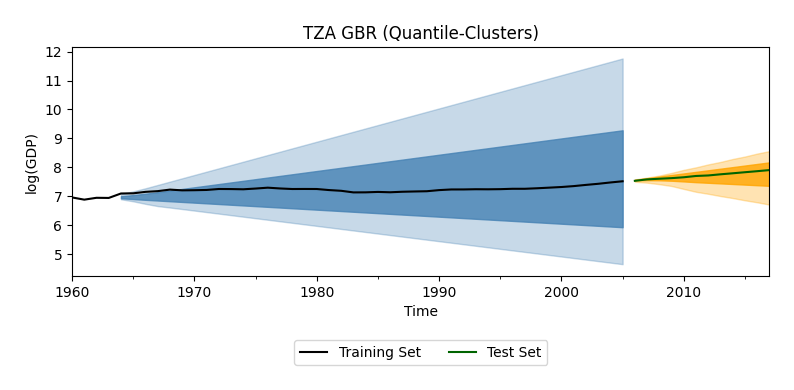 TZA GBR (Quantile-Clusters)
log(GDP)
12
11
10
9
8
7
6
5
1960 1970 1980 1990 2000 2010
Time
Training Set Test Set